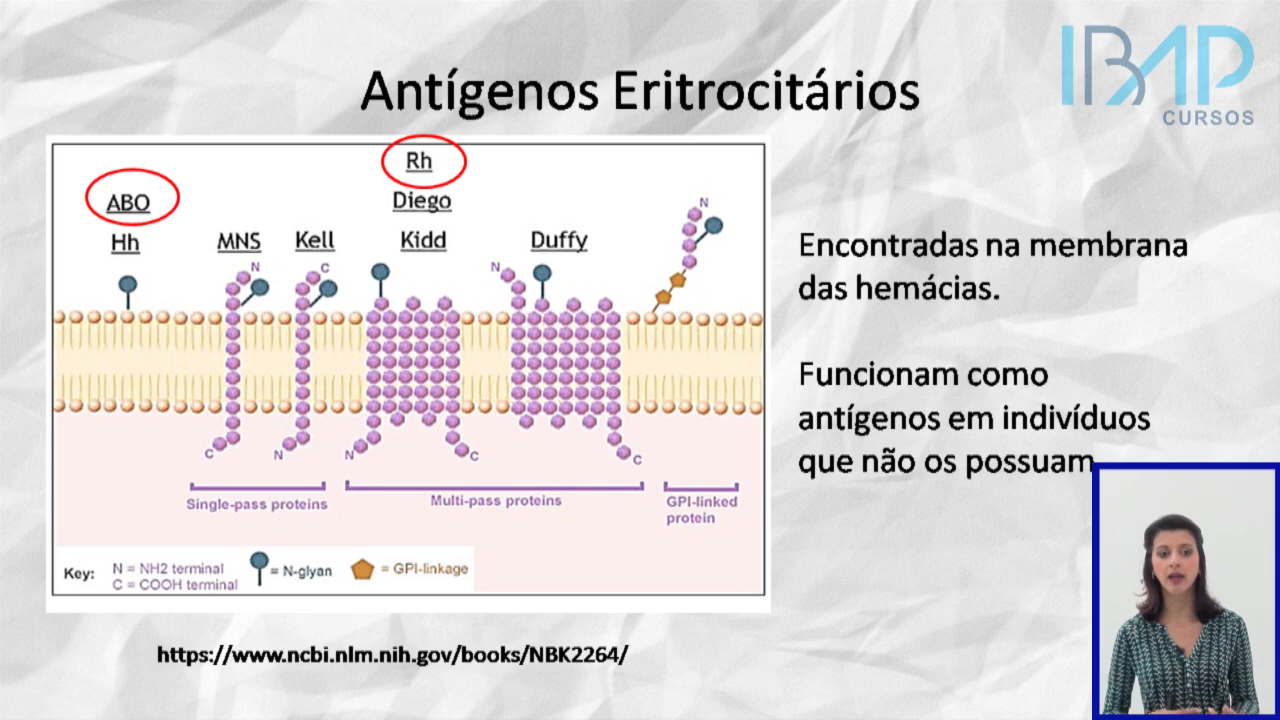 IBAP
CURSOS
Antígenos Eritrocitários
Rh
ABO
Diego
Hh
MNS
Kell
Kidd
Duffy
N
N
C
N
C
N
N
C
C
Single-pass proteins
Multi-pass proteins
GPI-linked
protein
Key:
N = NH2 terminal
C = COOH terminal
= N-glyan
= GPI-linkage
Encontradas na membrana
das hemácias.
Funcionam como
antígenos em indivíduos
que não os possuam
https://www.ncbi.nlm.nih.gov/books/NBK2264/